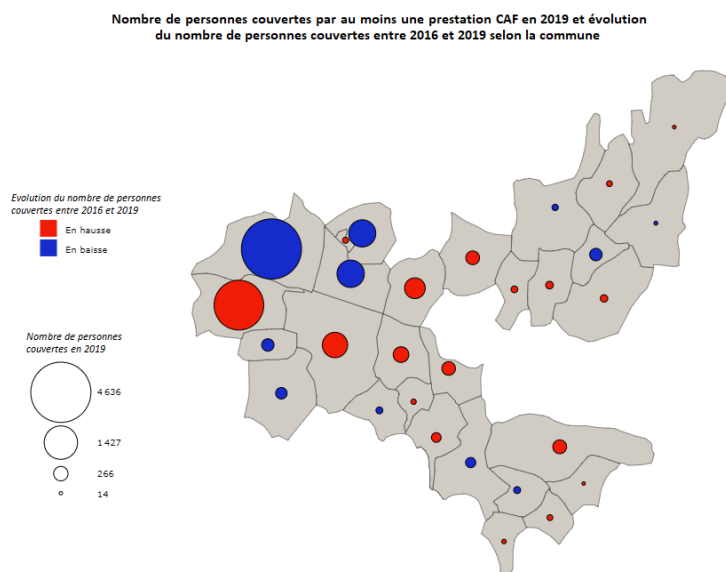 Nombre de personnes couvertes par au moins une prestation CAF en 2019 et évolution
du nombre de personnes couvertes entre 2016 et 2019 selon la commune
Evolution du nombre de personnes
couvertes entre 2016 et 2019
En hausse
En baisse
Nombre de personnes
couvertes en 2019
4 636
1 427
266
14